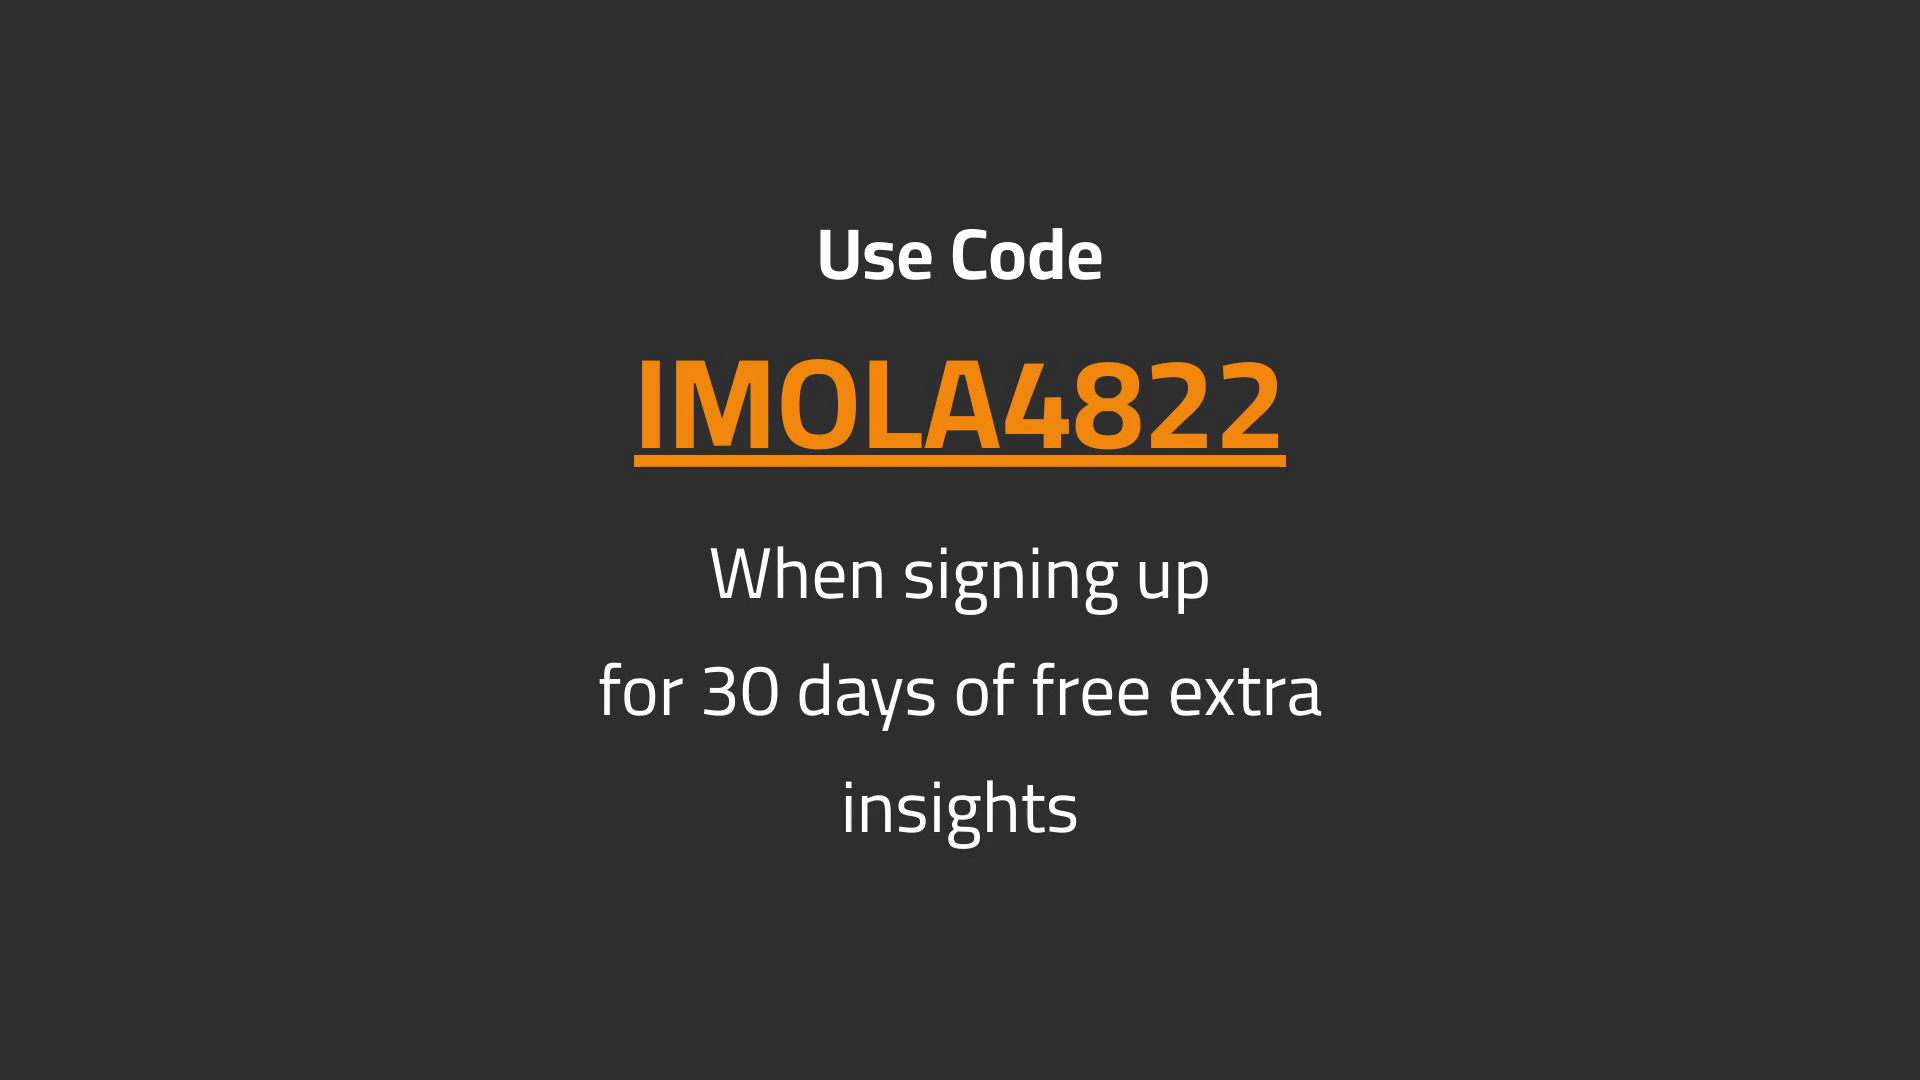 Use Code
IMOLA4822
When signing up
for 30 days of free extra
insights